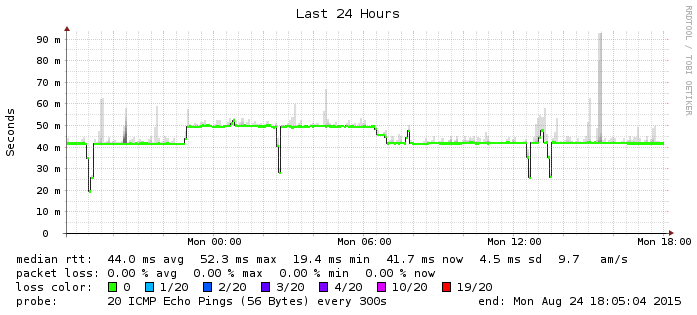 Last 24 Hours
RRDTOOL / TOBI OETIKER
Seconds
90 m
80 m
70 m
60 m
50 m
40 m
30 m
20 m
10 m
0
Mon 00:00 Mon 06:00 Mon 12:00 Mon 18:00
median rtt: 44.0 ms avg 52.3 ms max 19.4 ms min 41.7 ms now 4.5 ms sd 9.7 am/s
packet loss: 0.00 % avg 0.00 % max 0.00 % min 0.00 % now
loss color: 0 1/20 2/20 3/20 4/20 10/20 19/20
probe: 20 ICMP Echo Pings (56 Bytes) every 300s end: Mon Aug 24 18:05:04 2015